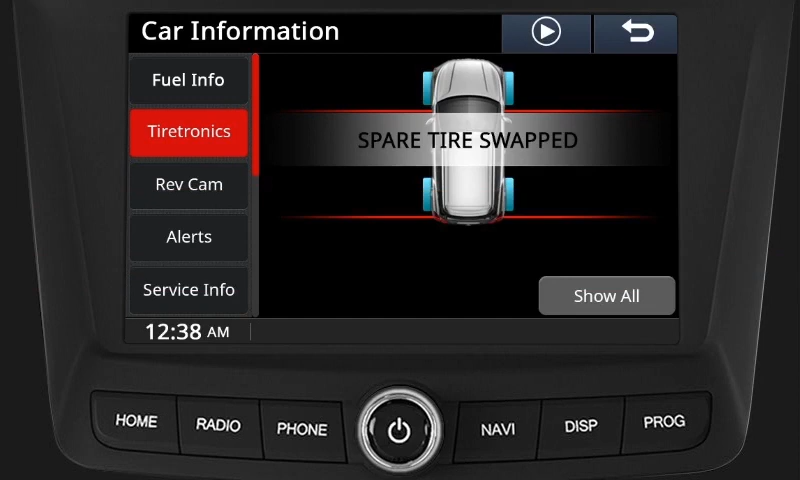 Car Information
Fuel Info
Tiretronics
Rev Cam
Alerts
Service Info
SPARE TIRE SWAPPED
Show All
12:38 AM
HOME
RADIO
PHONE
NAVI
DISP
PROG